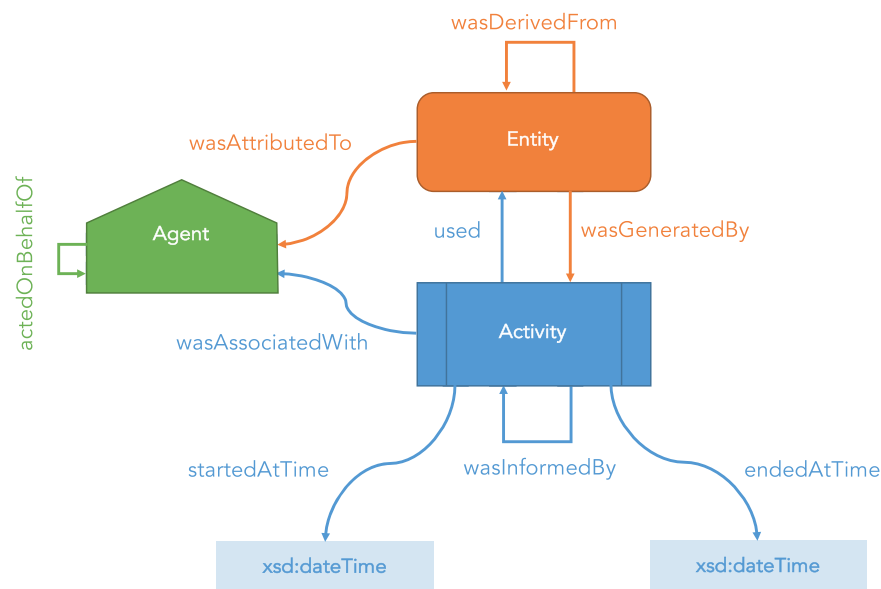 wasDerivedFrom
Entity
wasAttributedTo
actedOnBehalfOf
Agent
used
wasGeneratedBy
wasAssociatedWith
Activity
startedAtTime
wasInformedBy
endedAtTime
xsd:dateTime
xsd:dateTime